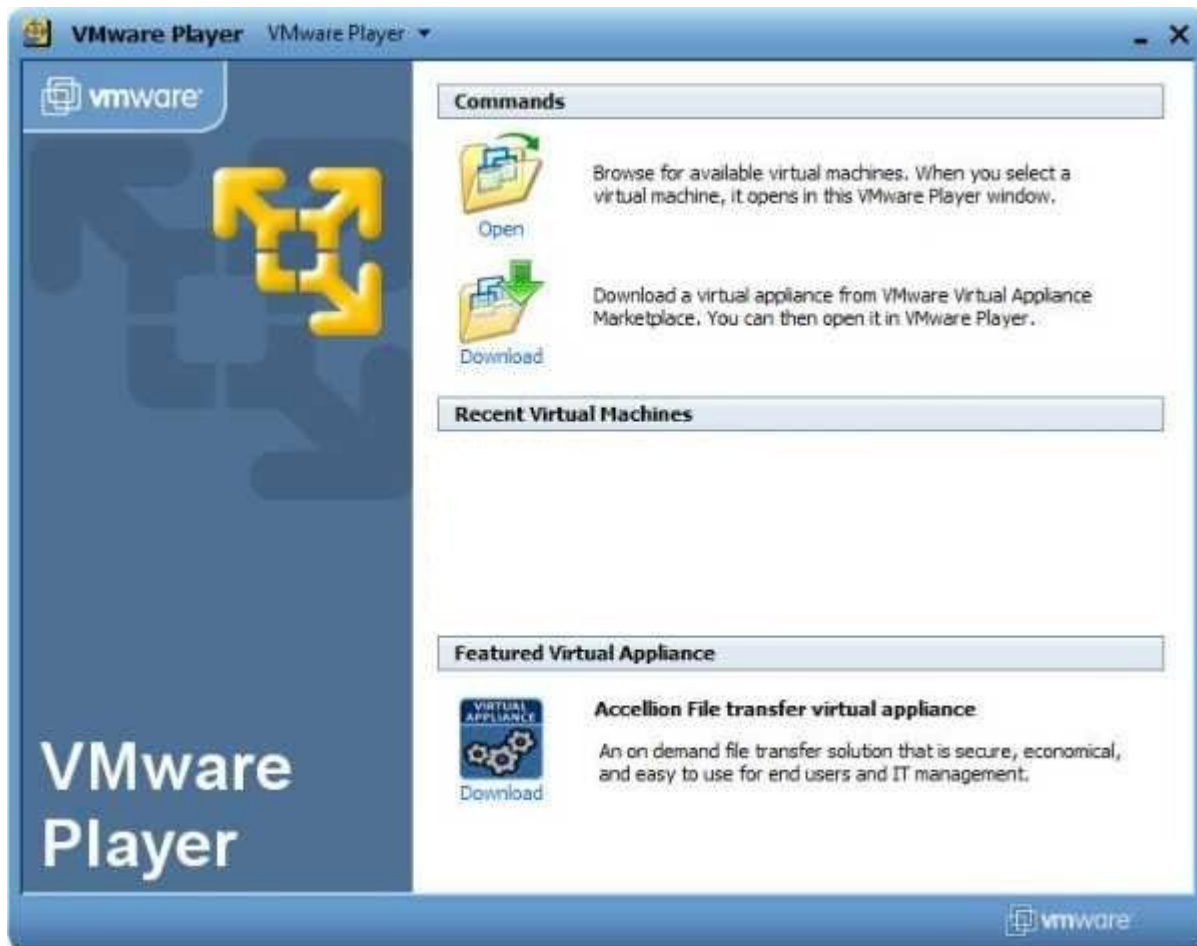 VMware Player VMware Player
vmware
Commands
Open
Browse for available virtual machines. When you select a
virtual machine, it opens in this VMware Player window.
Download
Download a virtual appliance from VMware Virtual Appliance
Marketplace. You can then open it in VMware Player.
Recent Virtual Machines
Featured Virtual Appliance
VIRTUAL
APPLIANCE
Download
Accellion File transfer virtual appliance
An on demand file transfer solution that is secure, economical,
and easy to use for end users and IT management.
VMware
Player
vmware